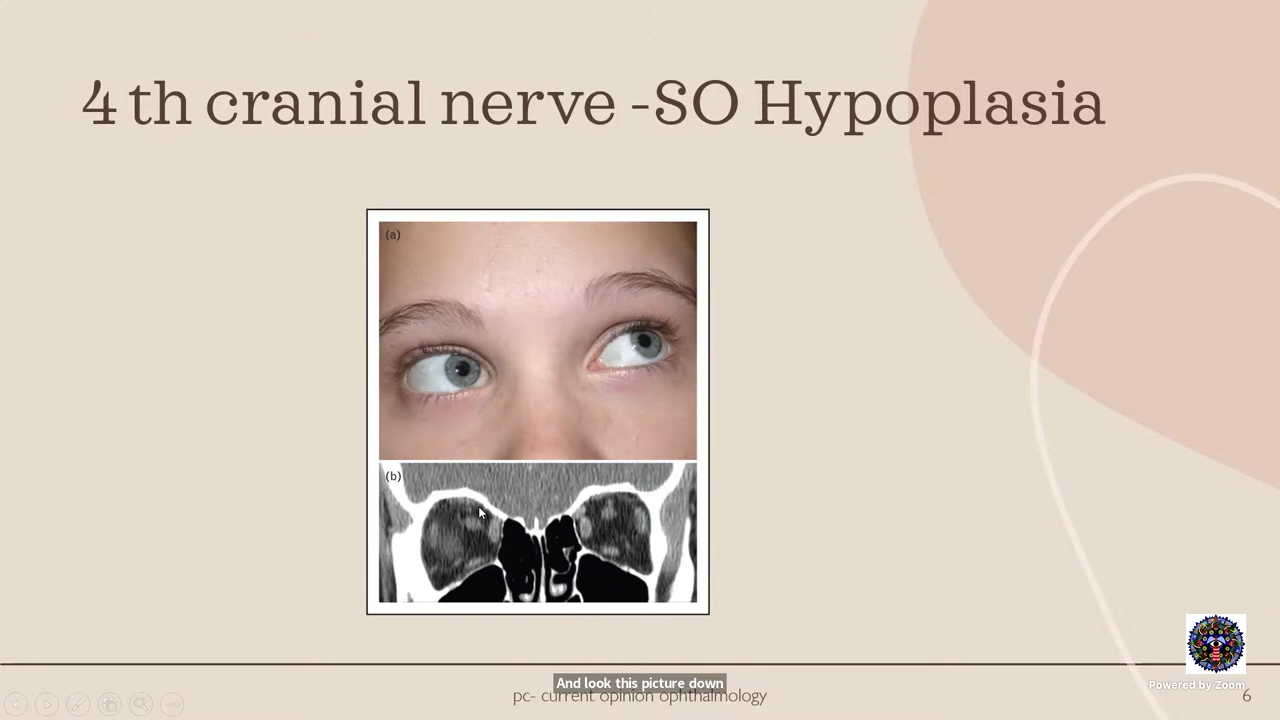 4 th cranial nerve -SO Hypoplasia
(a)
(b)
And look this picture down
pc- current opinion ophthalmology
Powered by Zoom
6